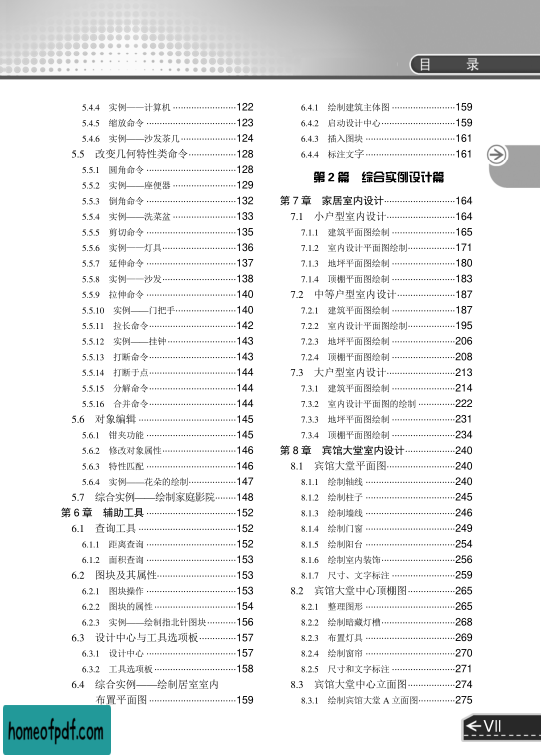 目 录
5.4.4 实例——计算机 ······················· 122
5.4.5 缩放命令 ································ 123
5.4.6 实例——沙发茶几 ···················· 124
5.5 改变几何特性类命令 ················· 128
5.5.1 圆角命令 ································ 128
5.5.2 实例——座便器 ······················· 129
5.5.3 倒角命令 ································ 132
5.5.4 实例——洗菜盆 ······················· 133
5.5.5 剪切命令 ································ 135
5.5.6 实例——灯具 ·························· 136
5.5.7 延伸命令 ································ 137
5.5.8 实例——沙发 ·························· 138
5.5.9 拉伸命令 ································ 140
5.5.10 实例——门把手 ····················· 140
5.5.11 拉长命令 ······························ 142
5.5.12 实例——挂钟 ························ 143
5.5.13 打断命令 ······························ 143
5.5.14 打断于点 ······························ 144
5.5.15 分解命令 ······························ 144
5.5.16 合并命令 ······························ 144
5.6 对象编辑 ·································· 145
5.6.1 钳夹功能 ································ 145
5.6.2 修改对象属性 ·························· 146
5.6.3 特性匹配 ································ 146
5.6.4 实例——花朵的绘制 ················· 147
5.7 综合实例——绘制家庭影院 ········ 148
第 6 章 辅助工具 ································ 152
6.1 查询工具 ·································· 152
6.1.1 距离查询 ································ 152
6.1.2 面积查询 ································ 153
6.2 图块及其属性 ···························· 153
6.2.1 图块操作 ································ 153
6.2.2 图块的属性 ····························· 154
6.2.3 实例——绘制指北针图块 ··········· 156
6.3 设计中心与工具选项板 ·············· 157
6.3.1 设计中心 ································ 157
6.3.2 工具选项板 ····························· 158
6.4 综合实例——绘制居室室内
布置平面图 ······························· 159
6.4.1 绘制建筑主体图 ······················· 159
6.4.2 启动设计中心 ·························· 159
6.4.3 插入图块 ································ 161
6.4.4 标注文字 ································ 161
第 2 篇 综合实例设计篇
第 7 章 家居室内设计 ·························· 164
7.1 小户型室内设计 ························· 164
7.1.1 建筑平面图绘制 ······················· 165
7.1.2 室内设计平面图绘制 ················· 171
7.1.3 地坪平面图绘制 ······················· 180
7.1.4 顶棚平面图绘制 ······················· 183
7.2 中等户型室内设计 ····················· 187
7.2.1 建筑平面图绘制 ······················· 187
7.2.2 室内设计平面图绘制 ················· 195
7.2.3 地坪平面图绘制 ······················· 206
7.2.4 顶棚平面图绘制 ······················· 208
7.3 大户型室内设计 ························· 213
7.3.1 建筑平面图绘制 ······················· 214
7.3.2 室内设计平面图的绘制 ·············· 222
7.3.3 地坪平面图绘制 ······················· 231
7.3.4 顶棚平面图绘制 ······················· 234
第 8 章 宾馆大堂室内设计 ··················· 240
8.1 宾馆大堂平面图 ························· 240
8.1.1 绘制轴线 ································ 240
8.1.2 绘制柱子 ································ 245
8.1.3 绘制墙线 ································ 246
8.1.4 绘制门窗 ································ 249
8.1.5 绘制阳台 ································ 254
8.1.6 绘制室内装饰 ·························· 256
8.1.7 尺寸、文字标注 ······················· 259
8.2 宾馆大堂中心顶棚图 ················· 265
8.2.1 整理图形 ································ 265
8.2.2 绘制暗藏灯槽 ·························· 268
8.2.3 布置灯具 ································ 269
8.2.4 绘制窗帘 ································ 270
8.2.5 尺寸和文字标注 ······················· 271
8.3 宾馆大堂中心立面图 ················· 274
8.3.1 绘制宾馆大堂 A 立面图 ············· 275
VII
homeofpdf.com